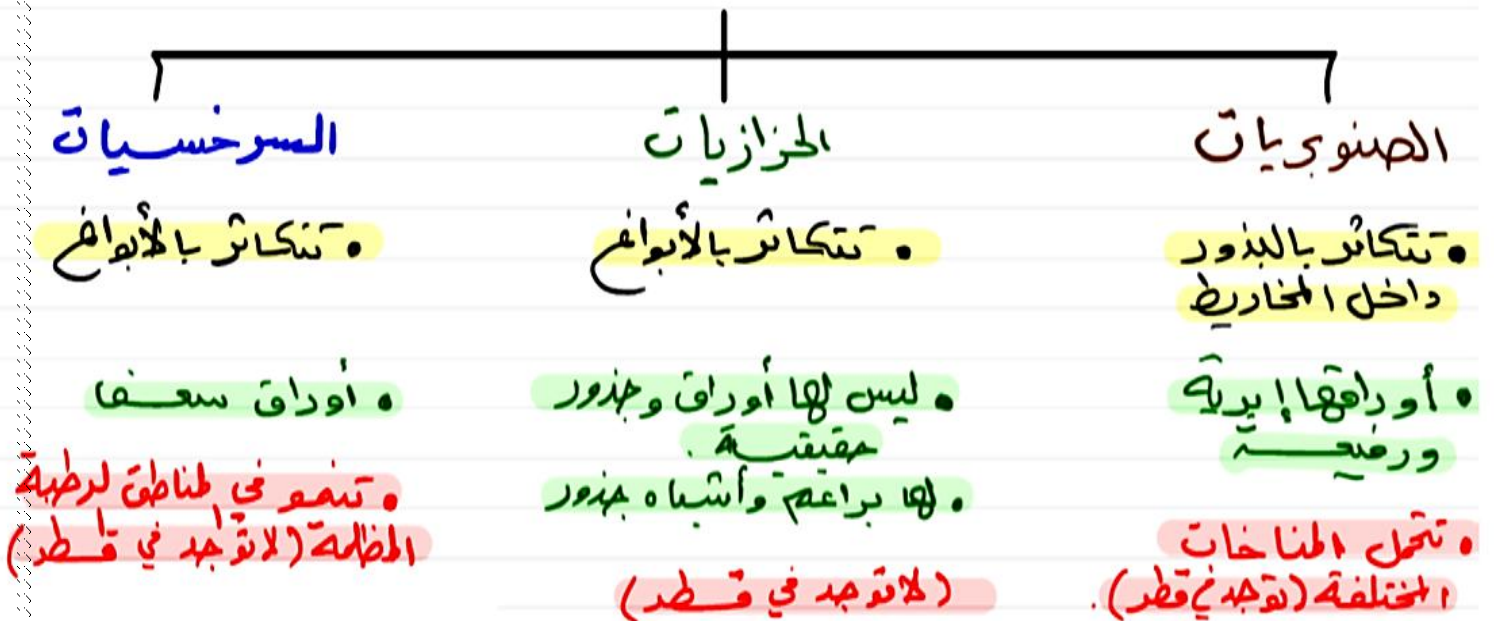 الصنوبريات
• تتكاثر بالبذور
داخل المخاريط
• أوراقها إبرية
ورفيعة
• تتحمل المناخات
المختلفة (توجد في قطر).
الحزازيات
• تتكاثر بالأبواغ
• ليس لها أوراق وجذور
حقيقية.
• لها براعم وأشباه جذور
(لا توجد في قطر)
السرخسيات
• تتكاثر بالأبواغ
• أوراق سعف
• تنمو في المناطق الرطبة
المظلمة (لا توجد في قطر)